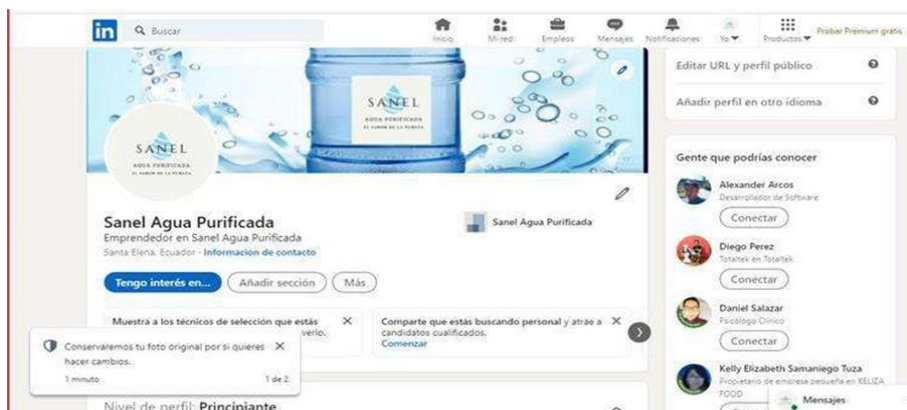 in
Buscar
Inicio
Mi red
Empleos
Mensajes
Notificaciones
Yo
Productos
Probar Premium gratis
SANEL
AGUA PURIFICADA
EL SABOR DE LA PUREZA
SANEL
AGUA PURIFICADA
EL SABOR DE LA PUREZA
Sanel Agua Purificada
Emprendedor en Sanel Agua Purificada
Santa Elena, Ecuador · Información de contacto
Sanel Agua Purificada
Tengo interés en...
Añadir sección
Más
Muestra a los técnicos de selección que estás
verlo.
Comparte que estás buscando personal y atrae a
candidatos cualificados.
Comenzar
Conservaremos tu foto original por si quieres
hacer cambios.
1 minuto
1 de 2
Nivel de perfil: Principiante
Editar URL y perfil público
Añadir perfil en otro idioma
Gente que podrías conocer
Alexander Arcos
Desarrollador de Software
Conectar
Diego Perez
Totaltek en Totaltek
Conectar
Daniel Salazar
Psicólogo Clínico
Conectar
Kelly Elizabeth Samaniego Tuza
Propietario de empresa pequeña en KELIZA
FOOD
Mensajes